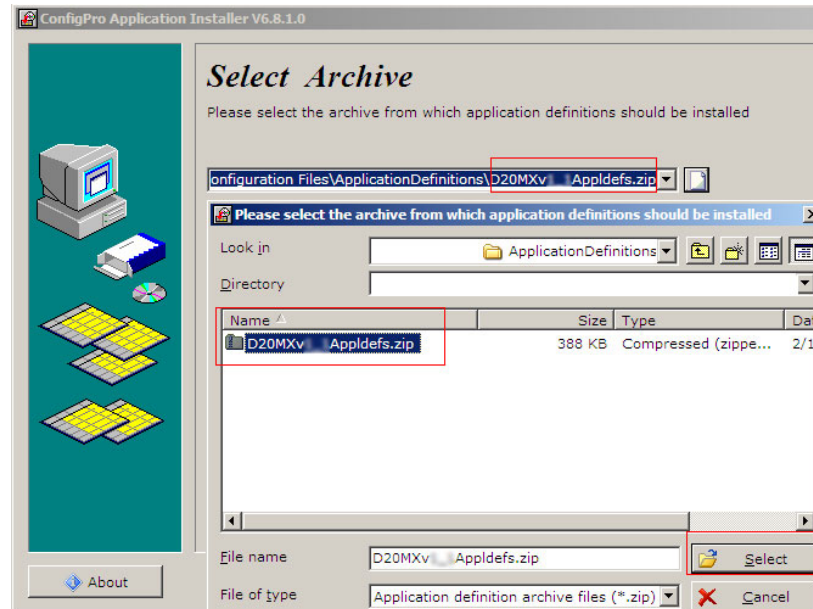 ConfigPro Application Installer V6.8.1.0
Select Archive
Please select the archive from which application definitions should be installed
onfiguration Files\ApplicationDefinitions\D20MXv Appldefs.zip
Please select the archive from which application definitions should be installed
Look in
ApplicationDefinitions
Directory
Name Size Type Da
D20MXv Appldefs.zip 388 KB Compressed (zippe... 2/1
File name D20MXv Appldefs.zip Select
About File of type Application definition archive files (*.zip) Cancel